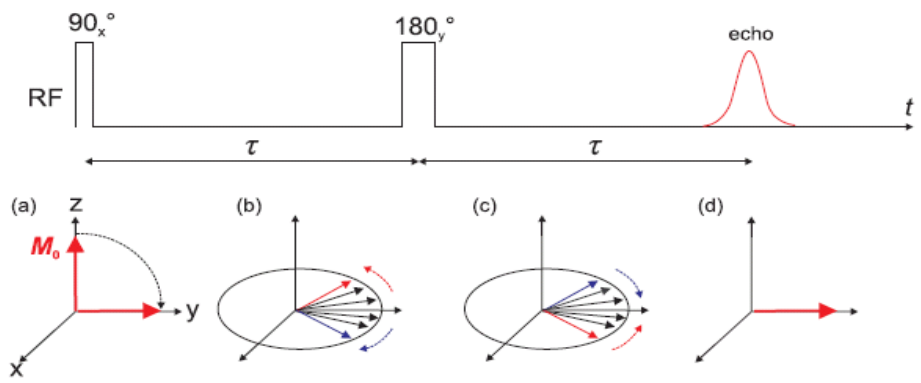 90x° 180y° echo
RF t
τ τ
(a) z (b) (c) (d)
M0
y
x